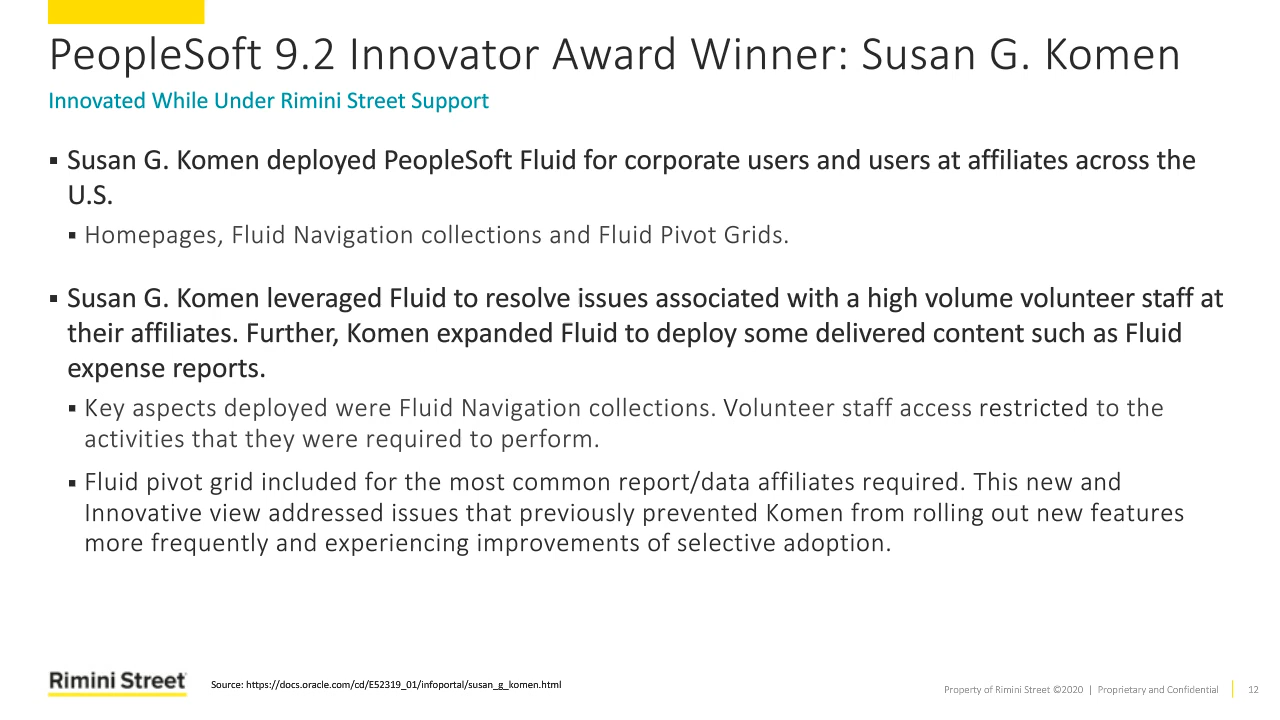 PeopleSoft 9.2 Innovator Award Winner: Susan G. Komen
Innovated While Under Rimini Street Support
▪ Susan G. Komen deployed PeopleSoft Fluid for corporate users and users at affiliates across the
U.S.
▪ Homepages, Fluid Navigation collections and Fluid Pivot Grids.
▪ Susan G. Komen leveraged Fluid to resolve issues associated with a high volume volunteer staff at
their affiliates. Further, Komen expanded Fluid to deploy some delivered content such as Fluid
expense reports.
▪ Key aspects deployed were Fluid Navigation collections. Volunteer staff access restricted to the
activities that they were required to perform.
▪ Fluid pivot grid included for the most common report/data affiliates required. This new and
Innovative view addressed issues that previously prevented Komen from rolling out new features
more frequently and experiencing improvements of selective adoption.
Rimini Street
Source: https://docs.oracle.com/cd/E52319_01/infoportal/susan_g_komen.html
Property of Rimini Street ©2020 | Proprietary and Confidential
12